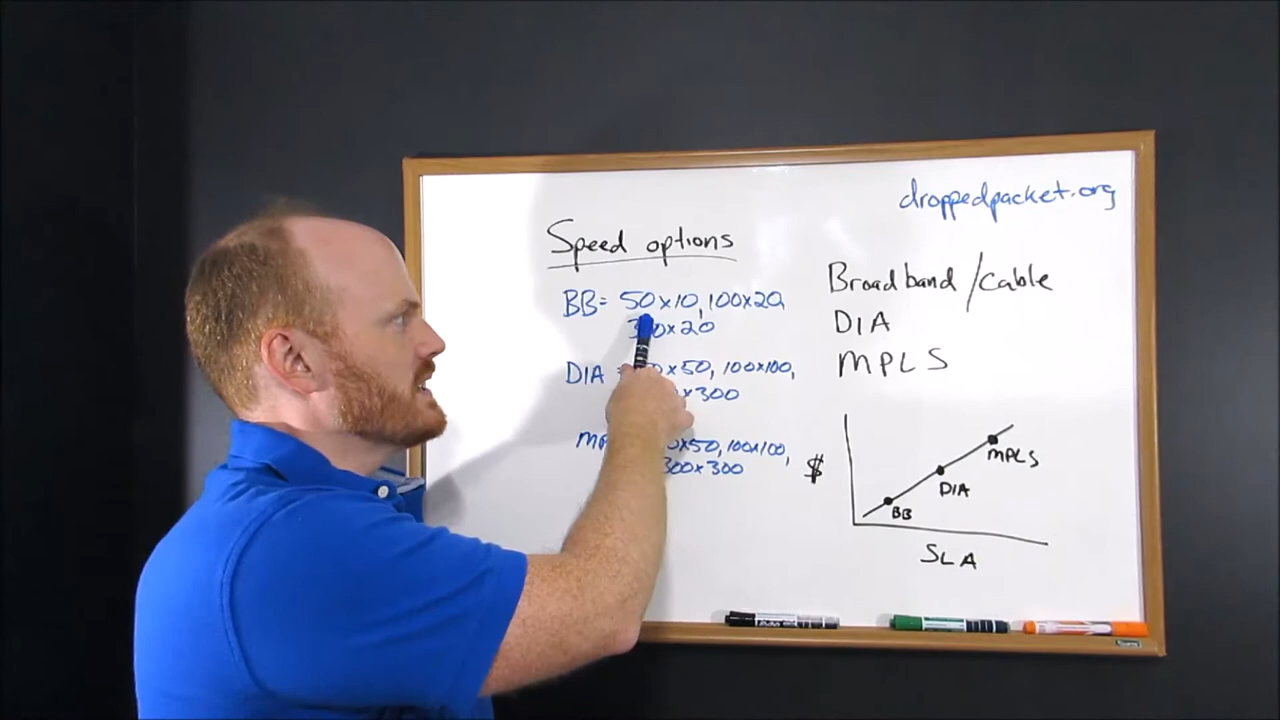 droppedpacket.org
Speed options
BB= 50x10, 100x20,
x20
DIA = x50, 100x100,
x300
x50, 100x100,
300x300
Broadband/Cable
DIA
MPLS
$
MPLS
DIA
BB
SLA